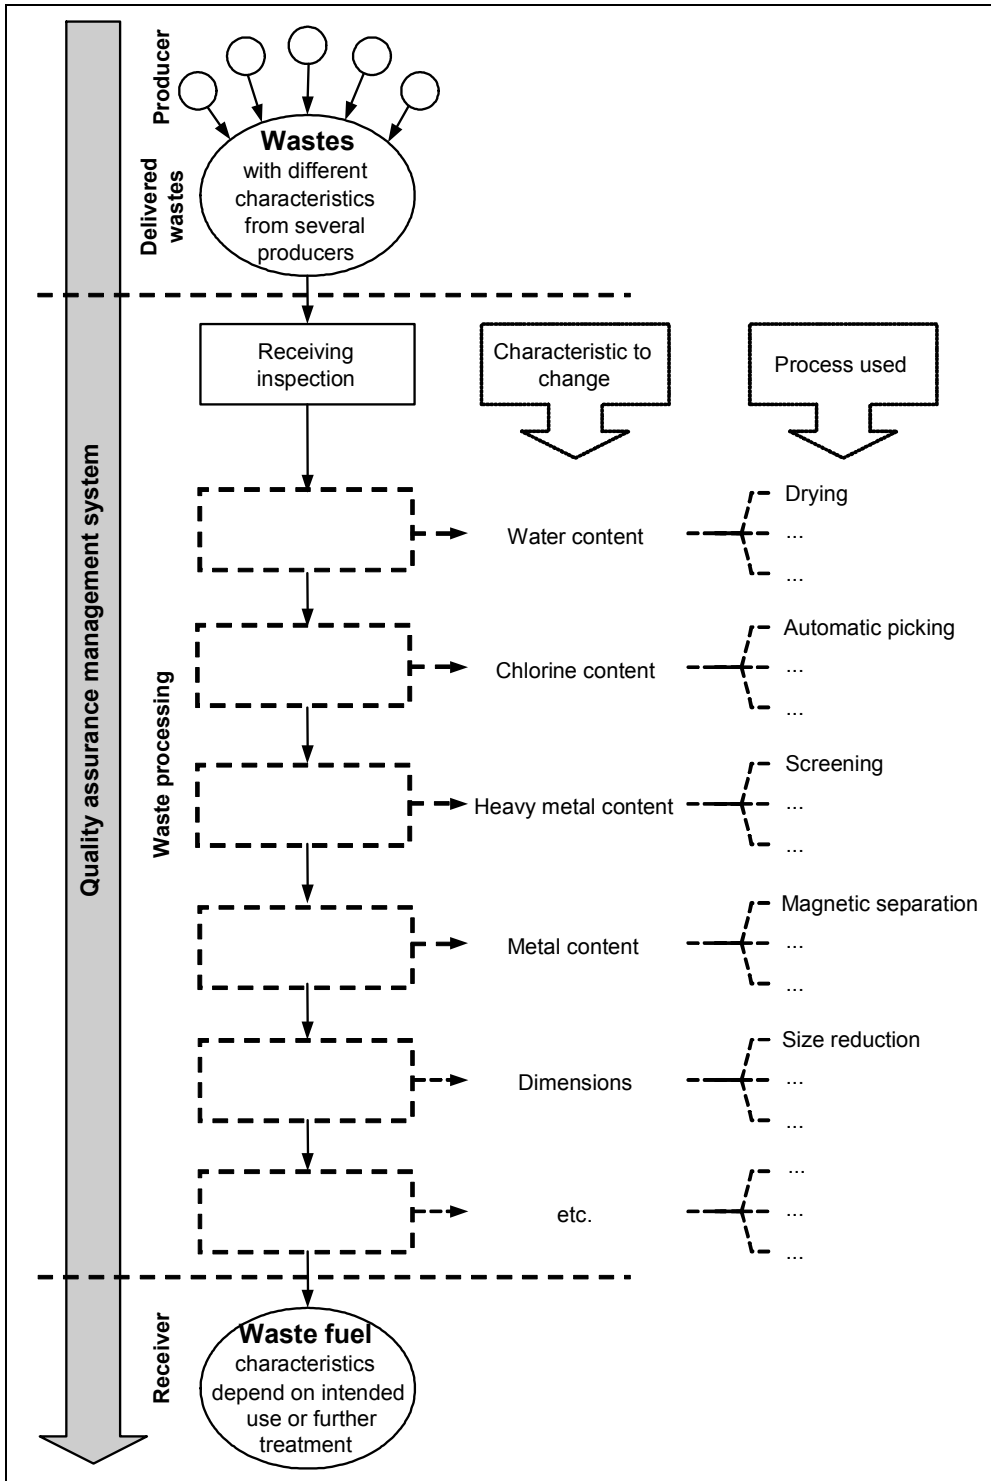 Quality assurance management system
Producer
Delivered
wastes
Wastes
with different
characteristics
from several
producers
Receiving
inspection
Characteristic to
change
Process used
Waste processing
Water content
Drying
...
...
Chlorine content
Automatic picking
...
...
Heavy metal content
Screening
...
...
Metal content
Magnetic separation
...
...
Dimensions
Size reduction
...
...
etc.
...
...
...
Receiver
Waste fuel
characteristics
depend on intended
use or further
treatment